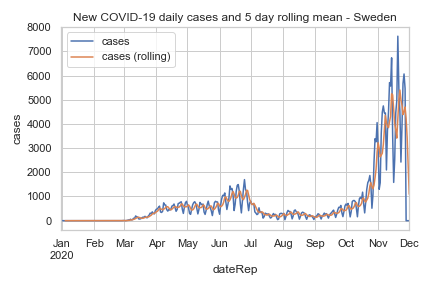 New COVID-19 daily cases and 5 day rolling mean - Sweden
8000
7000
6000
5000
4000
3000
2000
1000
0
cases
cases
cases (rolling)
Jan Feb Mar Apr May Jun Jul Aug Sep Oct Nov Dec
2020
dateRep